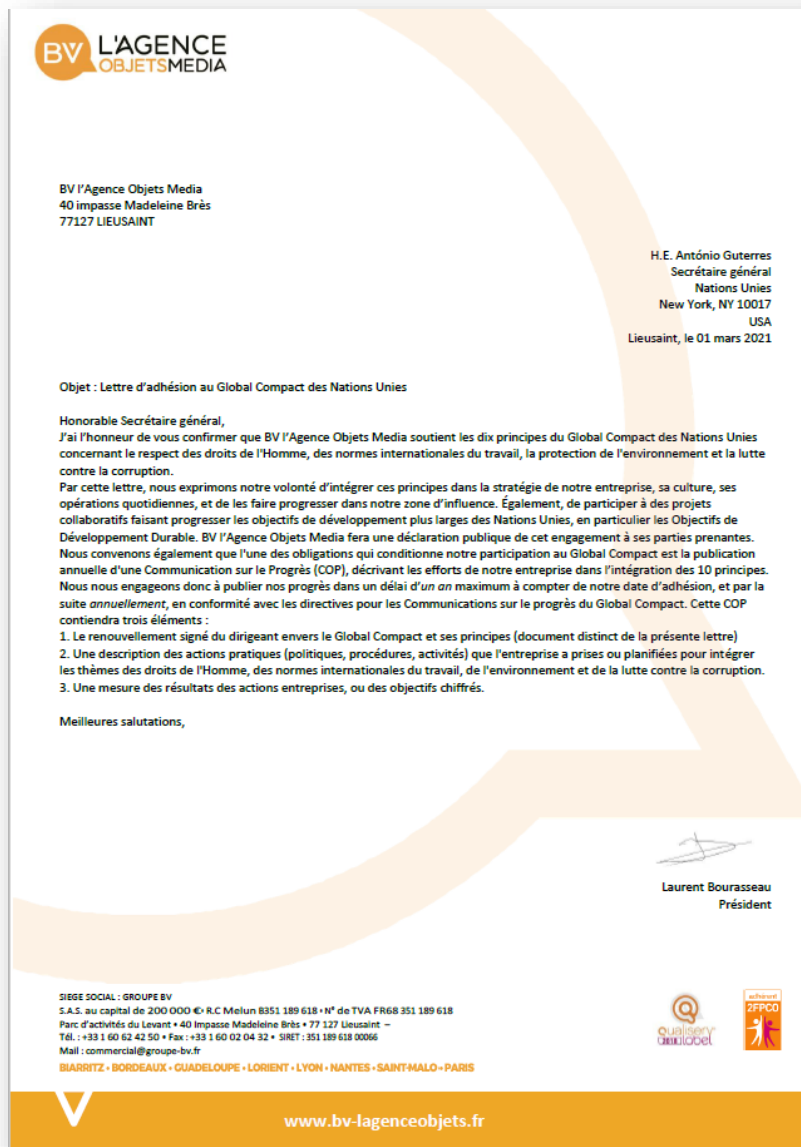 BV L'AGENCE
OBJETSMEDIA
BV l'Agence Objets Media
40 impasse Madeleine Brès
77127 LIEUSAINT
H.E. António Guterres
Secrétaire général
Nations Unies
New York, NY 10017
USA
Lieusaint, le 01 mars 2021
Objet : Lettre d'adhésion au Global Compact des Nations Unies
Honorable Secrétaire général,
J'ai l'honneur de vous confirmer que BV l'Agence Objets Media soutient les dix principes du Global Compact des Nations Unies
concernant le respect des droits de l'Homme, des normes internationales du travail, la protection de l'environnement et la lutte
contre la corruption.
Par cette lettre, nous exprimons notre volonté d'intégrer ces principes dans la stratégie de notre entreprise, sa culture, ses
opérations quotidiennes, et de les faire progresser dans notre zone d'influence. Également, de participer à des projets
collaboratifs faisant progresser les objectifs de développement plus larges des Nations Unies, en particulier les Objectifs de
Développement Durable. BV l'Agence Objets Media fera une déclaration publique de cet engagement à ses parties prenantes.
Nous convenons également que l'une des obligations qui conditionne notre participation au Global Compact est la publication
annuelle d'une Communication sur le Progrès (COP), décrivant les efforts de notre entreprise dans l'intégration des 10 principes.
Nous nous engageons donc à publier nos progrès dans un délai d'un an maximum à compter de notre date d'adhésion, et par la
suite annuellement, en conformité avec les directives pour les Communications sur le progrès du Global Compact. Cette COP
contiendra trois éléments :
1. Le renouvellement signé du dirigeant envers le Global Compact et ses principes (document distinct de la présente lettre)
2. Une description des actions pratiques (politiques, procédures, activités) que l'entreprise a prises ou planifiées pour intégrer
les thèmes des droits de l'Homme, des normes internationales du travail, de l'environnement et de la lutte contre la corruption.
3. Une mesure des résultats des actions entreprises, ou des objectifs chiffrés.
Meilleures salutations,
Laurent Bourasseau
Président
SIEGE SOCIAL : GROUPE BV
S.A.S. au capital de 200 000 €• R.C Melun B351 189 618 • N° de TVA FR68 351 189 618
Parc d'activités du Levant • 40 Impasse Madeleine Brès • 77 127 Lieusaint –
Tél. : +33 1 60 62 42 50 • Fax : +33 1 60 02 04 32 • SIRET : 351 189 618 00066
Mail : commercial@groupe-bv.fr
BIARRITZ • BORDEAUX • GUADELOUPE • LORIENT • LYON • NANTES • SAINT-MALO • PARIS
adhérent
2FPCO
www.bv-lagenceobjets.fr